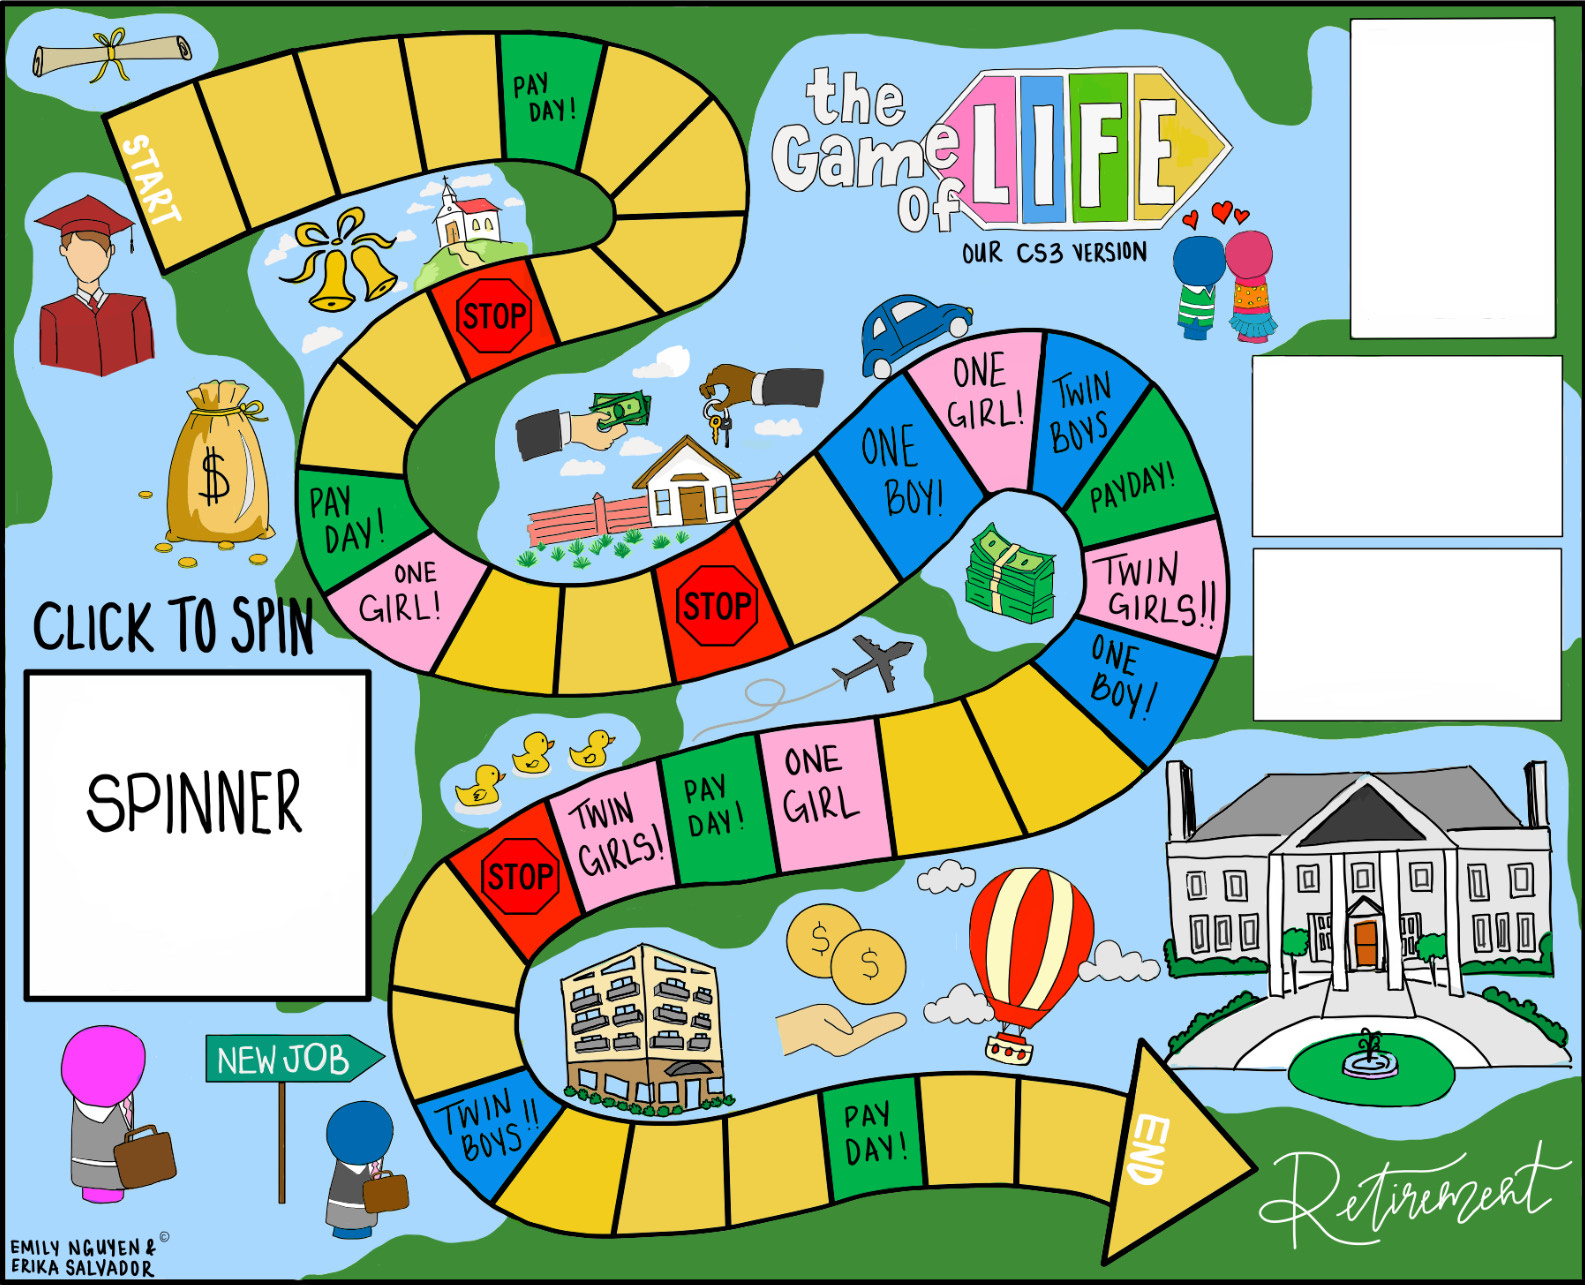 the
Game
of
LIFE
OUR CS3 VERSION
START
PAY
DAY!
STOP
PAY
DAY!
ONE
GIRL!
STOP
ONE
BOY!
ONE
GIRL!
TWIN
BOYS
PAYDAY!
TWIN
GIRLS!!
ONE
BOY!
ONE
GIRL
PAY
DAY!
TWIN
GIRLS!
STOP
TWIN
BOYS!!
PAY
DAY!
END
Retirement
$
CLICK TO SPIN
SPINNER
$
$
NEW JOB
EMILY NGUYEN & ©
ERIKA SALVADOR